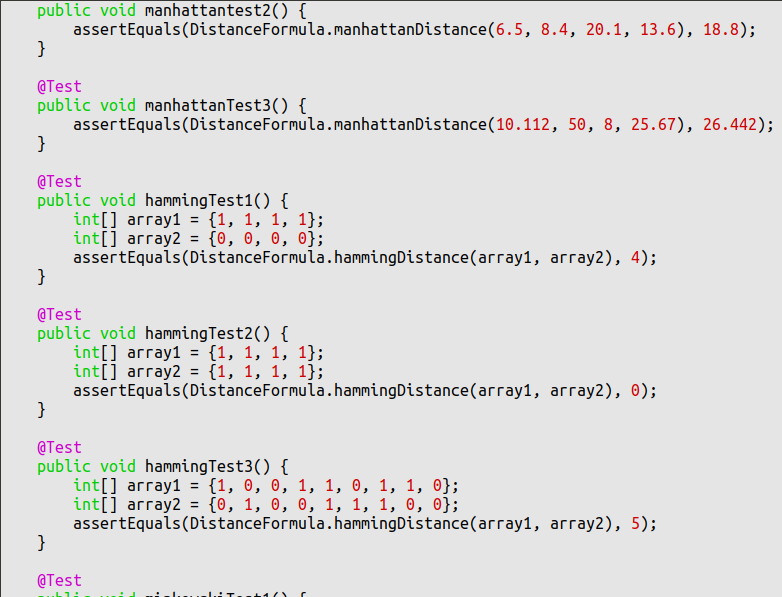 public void manhattantest2() {
assertEquals(DistanceFormula.manhattanDistance(6.5, 8.4, 20.1, 13.6), 18.8);
}
@Test
public void manhattanTest3() {
assertEquals(DistanceFormula.manhattanDistance(10.112, 50, 8, 25.67), 26.442);
}
@Test
public void hammingTest1() {
int[] array1 = {1, 1, 1, 1};
int[] array2 = {0, 0, 0, 0};
assertEquals(DistanceFormula.hammingDistance(array1, array2), 4);
}
@Test
public void hammingTest2() {
int[] array1 = {1, 1, 1, 1};
int[] array2 = {1, 1, 1, 1};
assertEquals(DistanceFormula.hammingDistance(array1, array2), 0);
}
@Test
public void hammingTest3() {
int[] array1 = {1, 0, 0, 1, 1, 0, 1, 1, 0};
int[] array2 = {0, 1, 0, 0, 1, 1, 1, 0, 0};
assertEquals(DistanceFormula.hammingDistance(array1, array2), 5);
}
@Test
public void